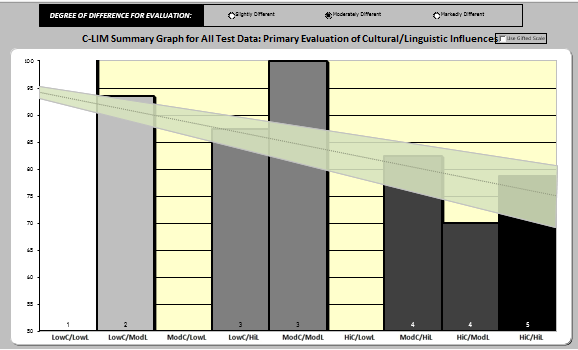 DEGREE OF DIFFERENCE FOR EVALUATION: Slightly Different Moderately Different Markedly Different
C-LIM Summary Graph for All Test Data: Primary Evaluation of Cultural/Linguistic Influences Use Gifted Scale
100
95
90
85
80
75
70
65
60
55
50
1 2 3 3 4 4 5
LowC/LowL LowC/ModL ModC/LowL LowC/HiL ModC/ModL HiC/LowL ModC/HiL HiC/ModL HiC/HiL